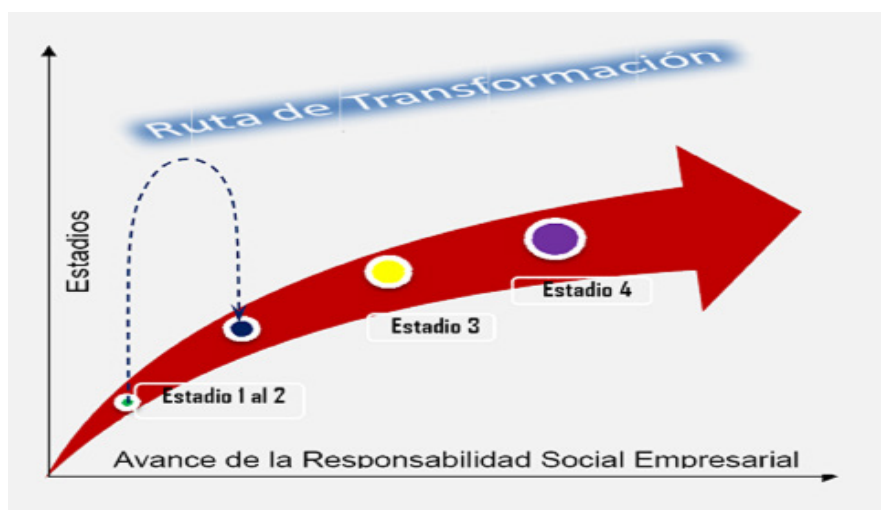 Ruta de Transformación
Estadios
Estadio 4
Estadio 3
Estadio 1 al 2
Avance de la Responsabilidad Social Empresarial